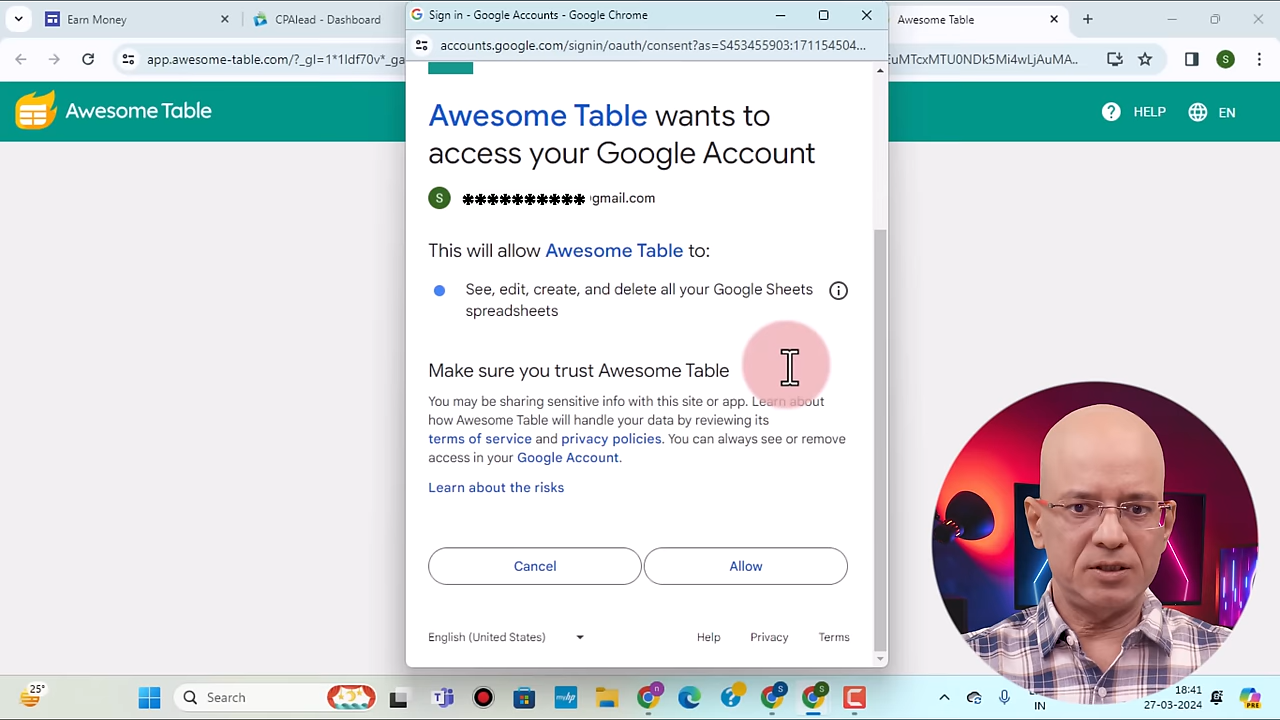 Earn Money
CPAlead - Dashboard
Sign in - Google Accounts - Google Chrome
Awesome Table
app.awesome-table.com/?_gl=1*1ldf70v*_ga
accounts.google.com/signin/oauth/consent?as=S453455903:171154504...
S
Awesome Table
HELP
EN
Awesome Table wants to
access your Google Account
S
**********gmail.com
This will allow Awesome Table to:
See, edit, create, and delete all your Google Sheets
spreadsheets
Make sure you trust Awesome Table
You may be sharing sensitive info with this site or app. Learn about
how Awesome Table will handle your data by reviewing its
terms of service and privacy policies. You can always see or remove
access in your Google Account.
Learn about the risks
Cancel
Allow
English (United States)
Help
Privacy
Terms
25°
Search
IN
18:41
27-03-2024
PRE